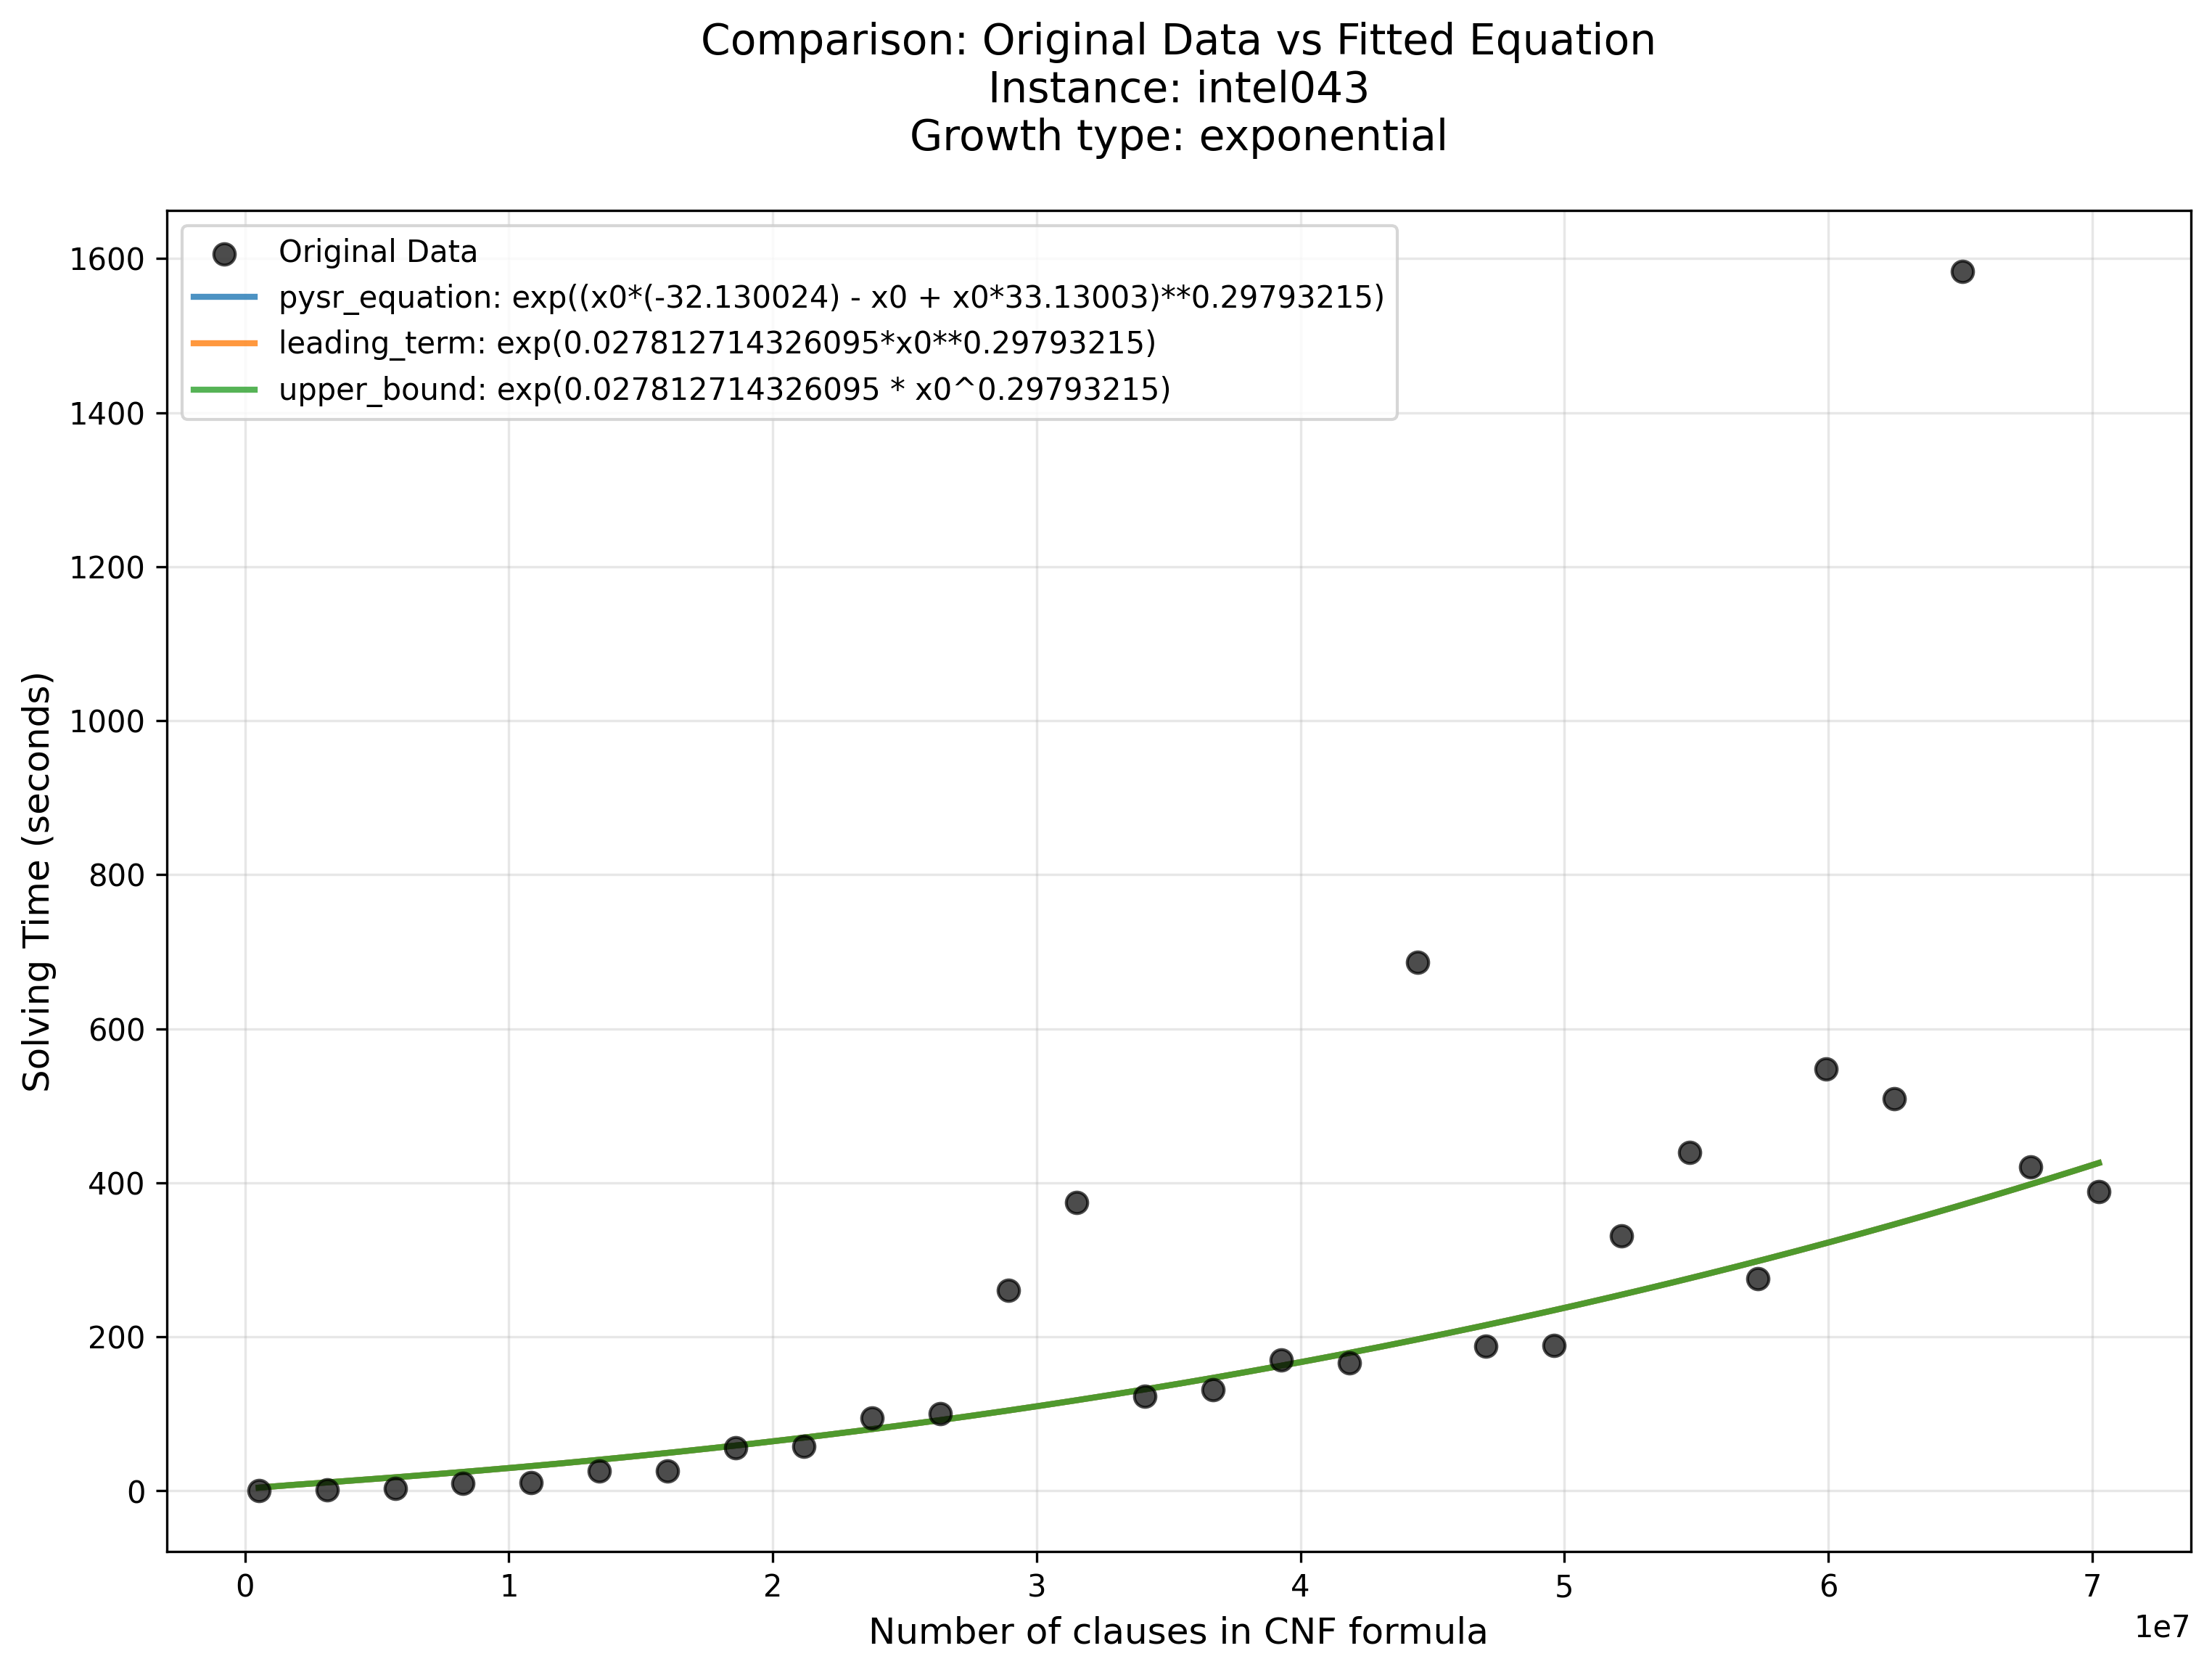 Comparison: Original Data vs Fitted Equation
Instance: intel043
Growth type: exponential
Original Data
pysr_equation: exp((x0*(-32.130024) - x0 + x0*33.13003)**0.29793215)
leading_term: exp(0.027812714326095*x0**0.29793215)
upper_bound: exp(0.027812714326095 * x0^0.29793215)
Solving Time (seconds)
1600
1400
1200
1000
800
600
400
200
0
0 1 2 3 4 5 6 7
1e7
Number of clauses in CNF formula